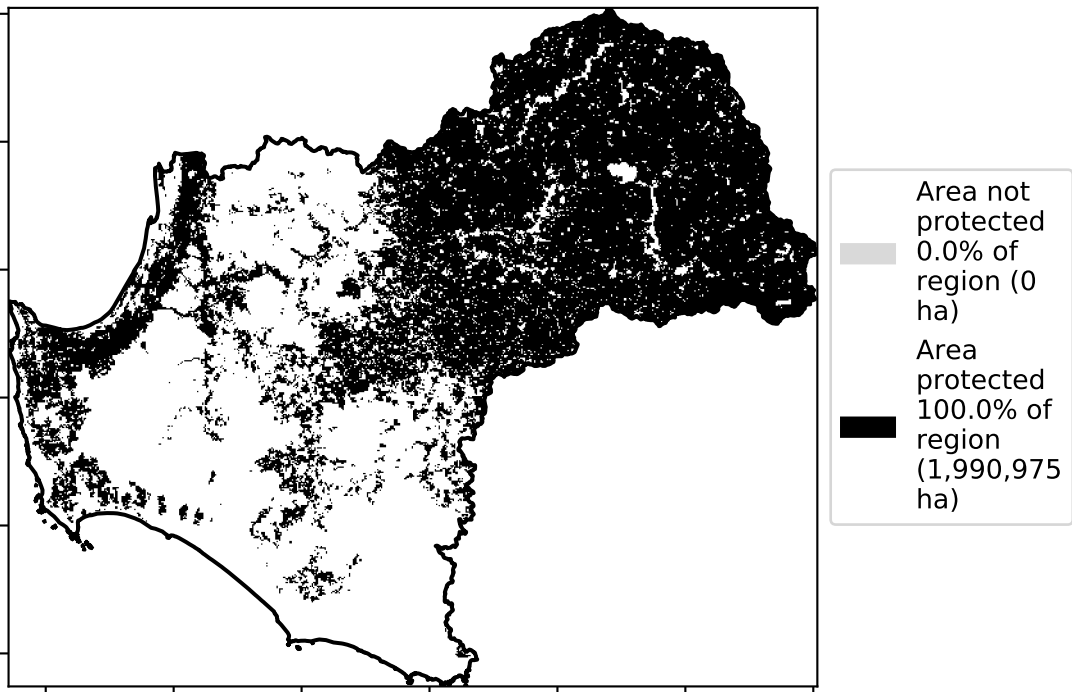 Area not
protected
0.0% of
region (0
ha)
Area
protected
100.0% of
region
(1,990,975
ha)